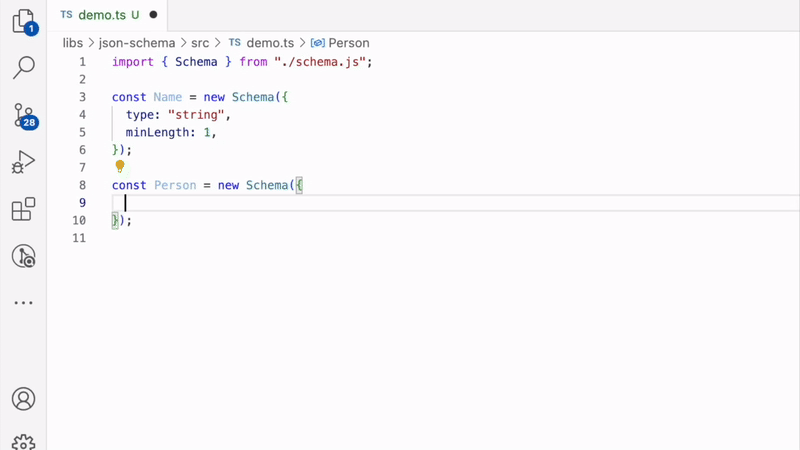 TS demo.ts U
libs > json-schema > src > TS demo.ts > Person
1 import { Schema } from "./schema.js";
2
3 const Name = new Schema({
4 type: "string",
5 minLength: 1,
6 });
7
8 const Person = new Schema({
9
10 });
11
1
28